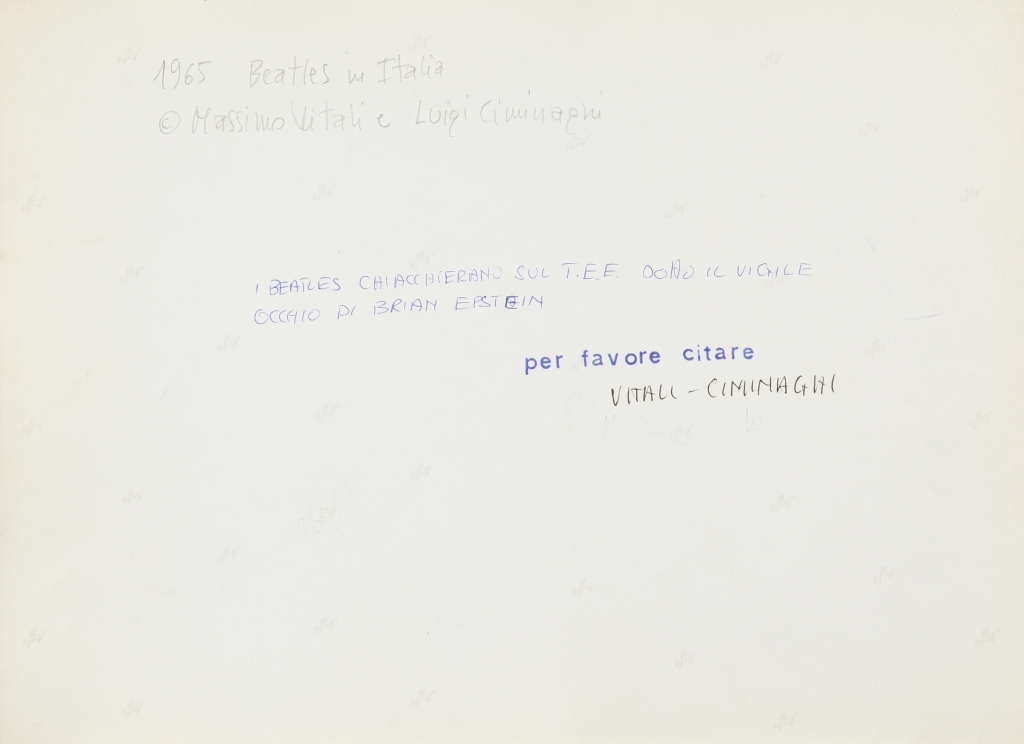 1965 Beatles in Italia
© Massimo Vitali e Luigi Ciminaghi
I BEATLES CHIACCHIERANO SUL T.E.E. IL VIGILE
OCCHIO DI BRIAN EPSTEIN
per favore citare
VITALI - CIMINAGHI